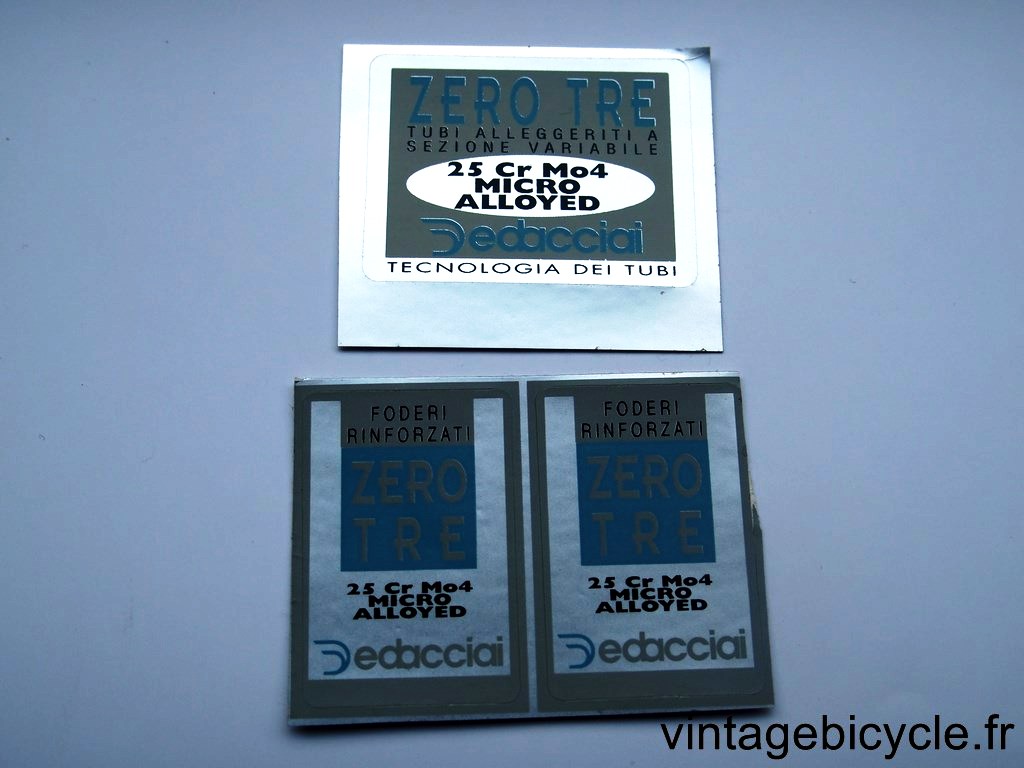 ZERO TRE
TUBI ALLEGGERITI A
SEZIONE VARIABILE
25 Cr Mo4
MICRO
ALLOYED
Dedacciai
TECNOLOGIA DEI TUBI
FODERI
RINFORZATI
ZERO
TRE
25 Cr Mo4
MICRO
ALLOYED
Dedacciai
FODERI
RINFORZATI
ZERO
TRE
25 Cr Mo4
MICRO
ALLOYED
Dedacciai
vintagebicycle.fr